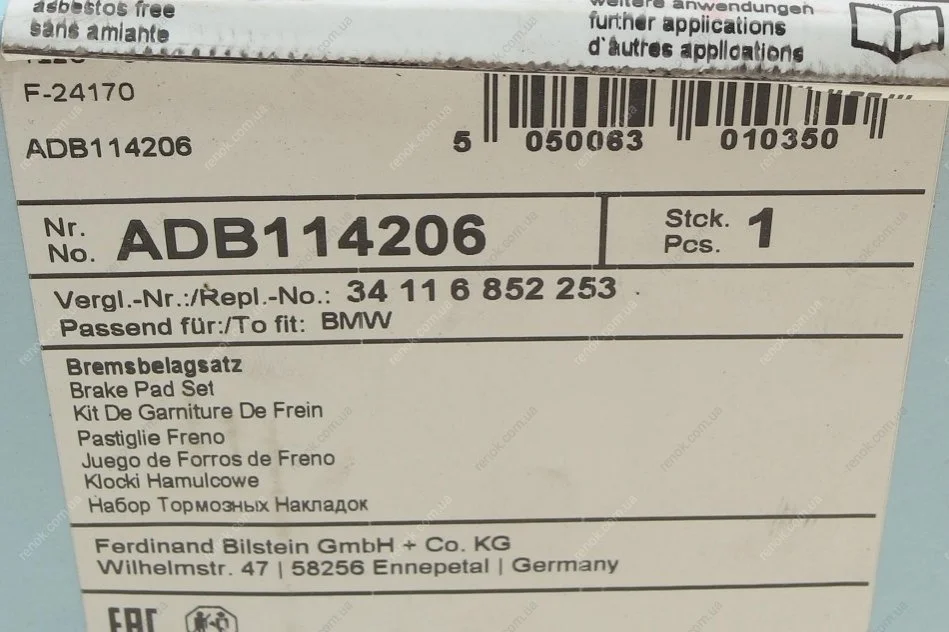 asbestos free
sans amiante
weitere anwendungen
further applications
d'autres applications
F-24170
ADB114206
5 050063 010350
Nr.
No. ADB114206
Stck.
Pcs. 1
Vergl.-Nr.:/Repl.-No.: 34 11 6 852 253
Passend für:/To fit: BMW
Bremsbelagsatz
Brake Pad Set
Kit De Garniture De Frein
Pastiglie Freno
Juego de Forros de Freno
Klocki Hamulcowe
Набор Тормозных Накладок
Ferdinand Bilstein GmbH + Co. KG
Wilhelmstr. 47 | 58256 Ennepetal | Germany
EAC
renok.com.ua